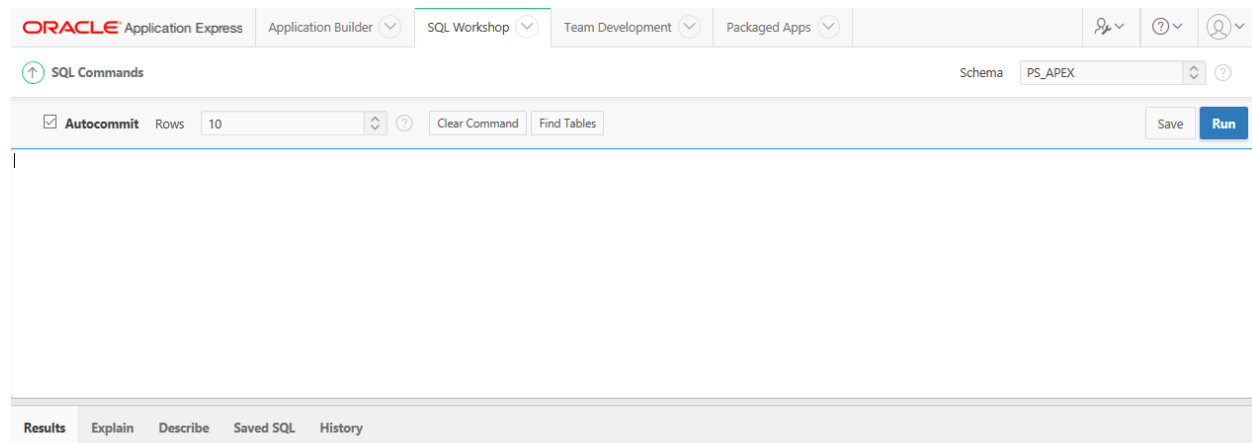 ORACLE Application Express Application Builder SQL Workshop Team Development Packaged Apps
SQL Commands Schema PS_APEX
Autocommit Rows 10 Clear Command Find Tables Save Run
Results Explain Describe Saved SQL History